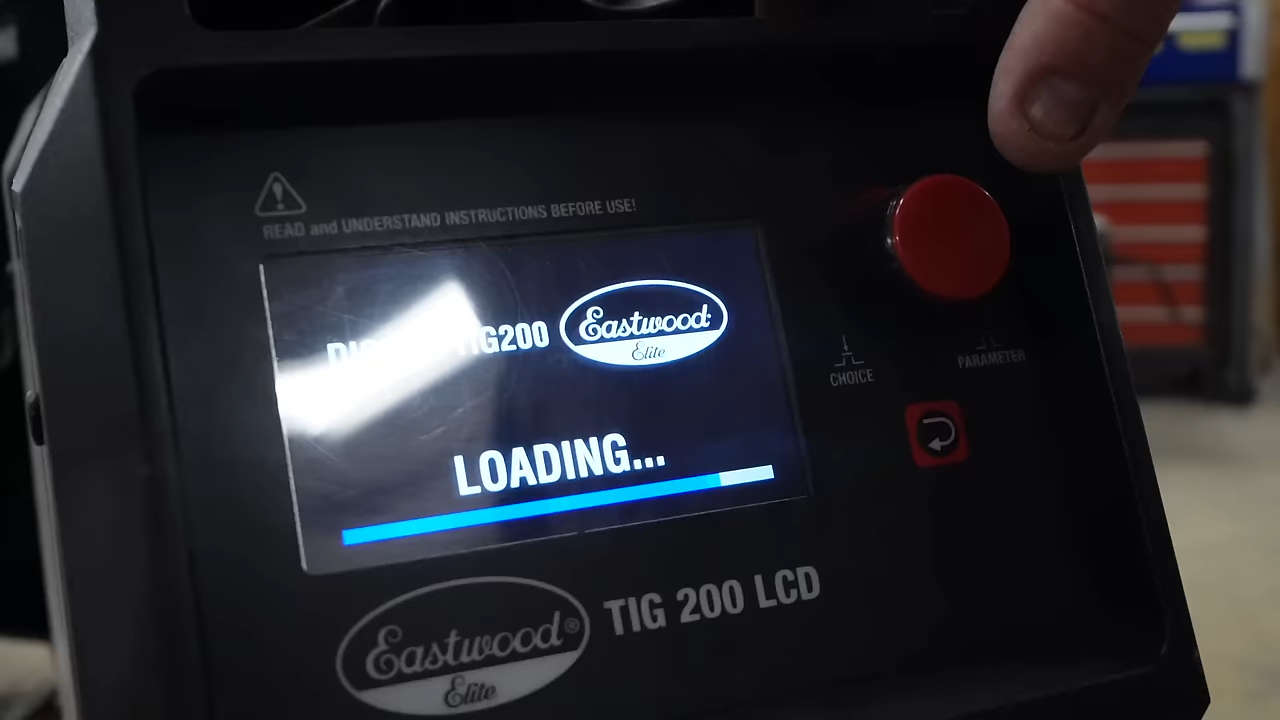 READ and UNDERSTAND INSTRUCTIONS BEFORE USE!
TIG200
Eastwood
Elite
LOADING...
CHOICE
PARAMETER
Eastwood®
Elite
TIG 200 LCD